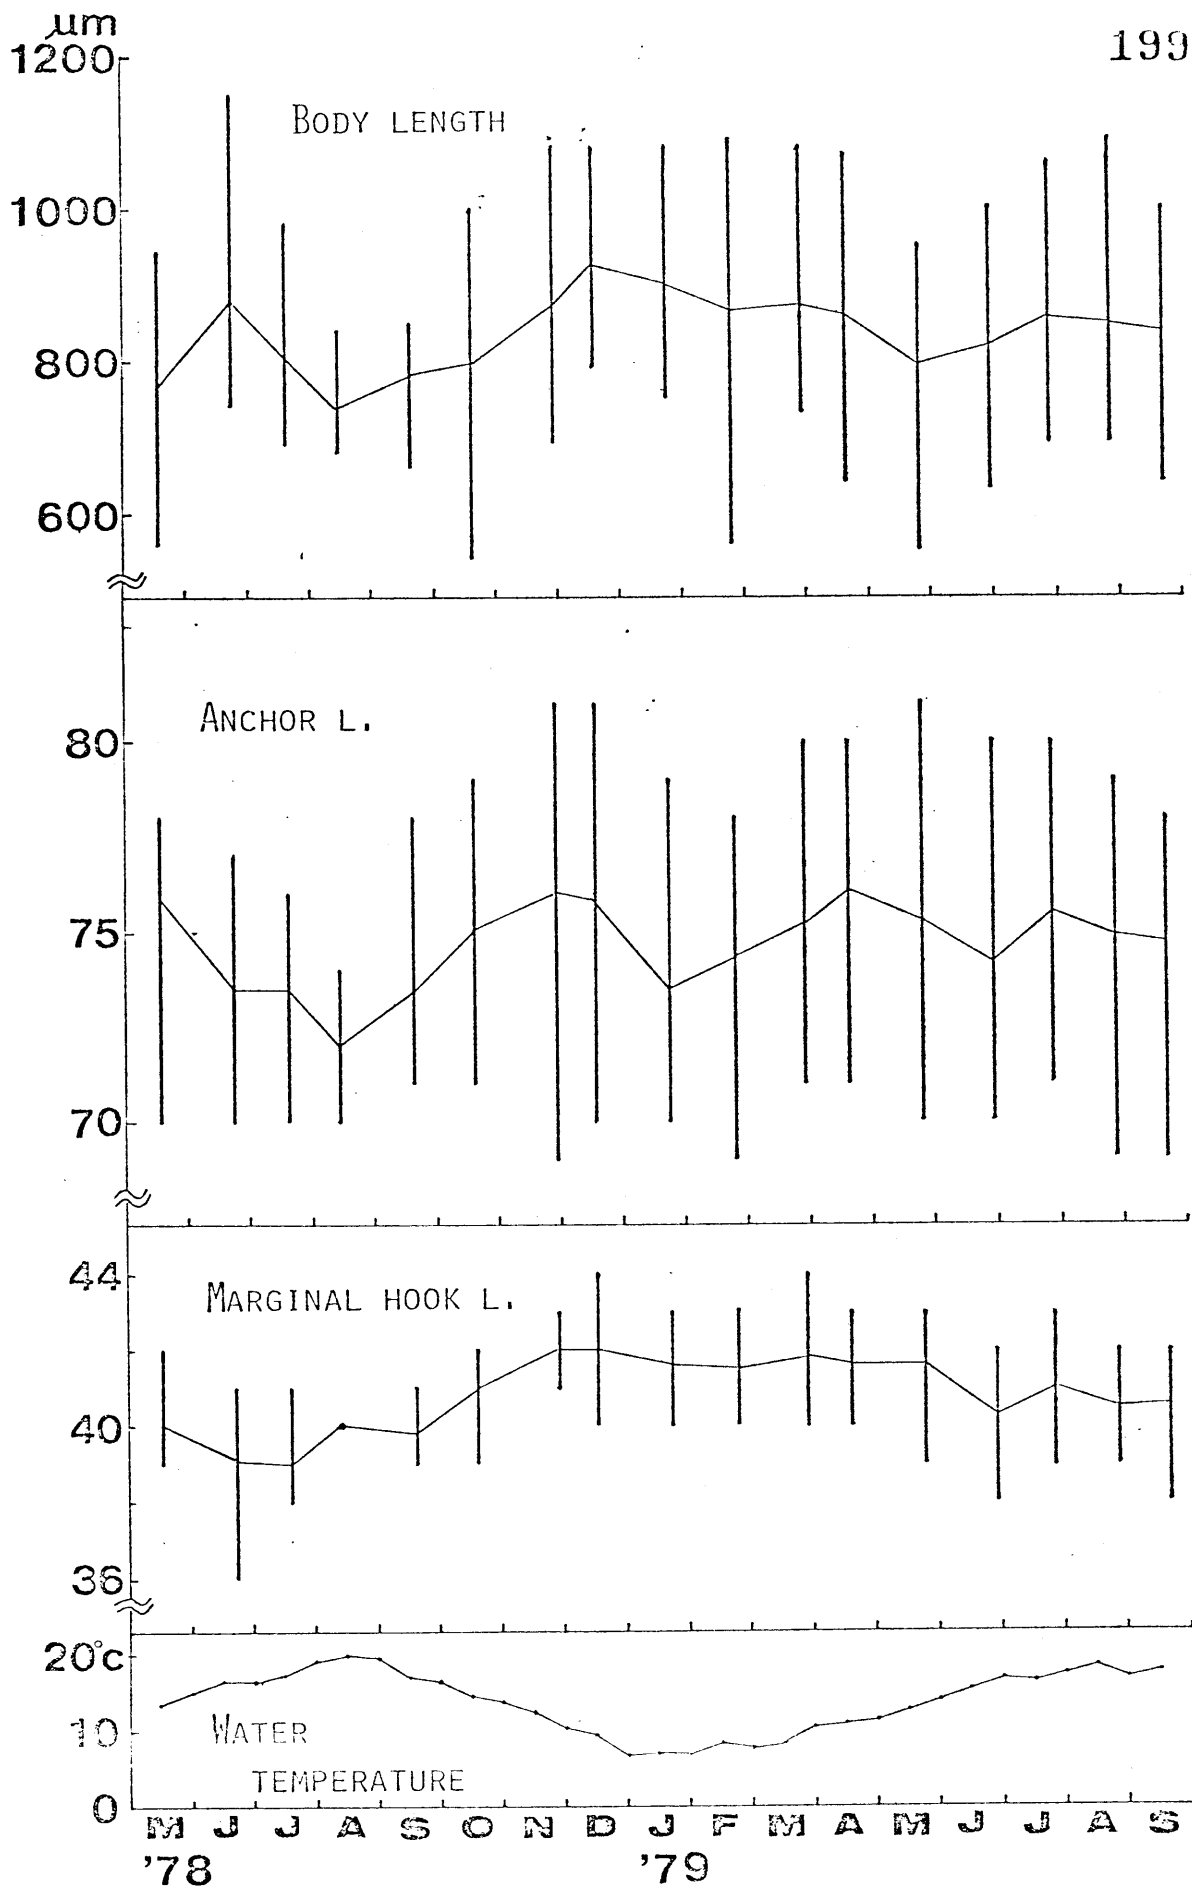 μm
199
1200
BODY LENGTH
1000
800
600
ANCHOR L.
80
75
70
44
MARGINAL HOOK L.
40
36
20°C
10
WATER
TEMPERATURE
0
M J J A S O N D J F M A M J J A S
'78 '79